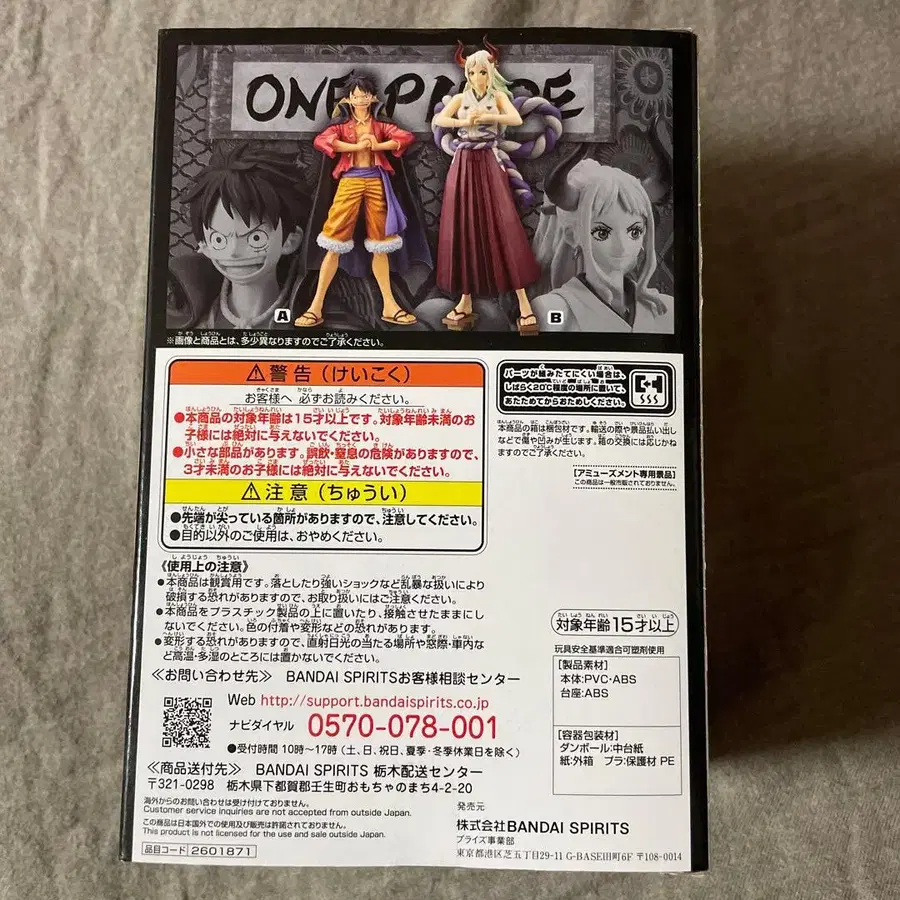 ONE PIECE
A
B
※画像と商品とは、多少異なりますのでご了承ください。
⚠警告（けいこく）
お客様へ 必ずお読みください。
●本商品の対象年齢は15才以上です。対象年齢未満のお
子様には絶対に与えないでください。
●小さな部品があります。誤飲・窒息の危険がありますので、
3才未満のお子様には絶対に与えないでください。
⚠注意（ちゅうい）
●先端が尖っている箇所がありますので、注意してください。
●目的以外のご使用は、おやめください。
パーツが組みたてにくい場合は、
しばらく20℃程度の場所に置いて、
あたためてからおためしください。
本商品の箱は梱包材です。輸送の際や景品払い出し
などで傷や凹みが生じます。箱の交換には応じかね
ますのでご了承ください。
［アミューズメント専用景品］
この商品は一般市販されておりません。
《使用上の注意》
●本商品は観賞用です。落としたり強いショックなど乱暴な扱いにより
破損する恐れがありますので、お取り扱いにはご注意ください。
●本商品をプラスチック製品の上に置いたり、接触させたままにし
ないでください。色の付着や変形などの恐れがあります。
●変形する恐れがありますので、直射日光の当たる場所や窓際・車内な
ど高温・多湿のところには置かないでください。
≪お問い合わせ先≫ BANDAI SPIRITSお客様相談センター
Web http://support.bandaispirits.co.jp
ナビダイヤル 0570-078-001
●受付時間 10時～17時（土、日、祝日、夏季・冬季休業日を除く）
≪商品送付先≫ BANDAI SPIRITS 栃木配送センター
〒321-0298 栃木県下都賀郡壬生町おもちゃのまち4-2-20
海外からのお問い合わせは受け付けておりません。
Customer service inquiries are not accepted from outside Japan.
この商品は日本国外での使用及び販売は許諾されておりません。
This product is not licensed for the use and sale outside Japan.
品目コード 2601871
対象年齢15才以上
玩具安全基準適合可塑剤使用
［製品素材］
本体：PVC・ABS
台座：ABS
［容器包装材］
ダンボール：中台紙
紙：外箱 プラ：保護材 PE
発売元
株式会社BANDAI SPIRITS
プライズ事業部
東京都港区芝五丁目29-11 G-BASE田町6F 〒108-0014